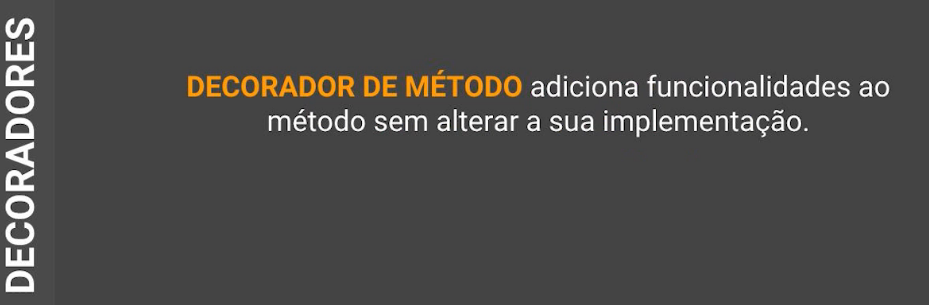 DECORADORES
DECORADOR DE MÉTODO adiciona funcionalidades ao
método sem alterar a sua implementação.